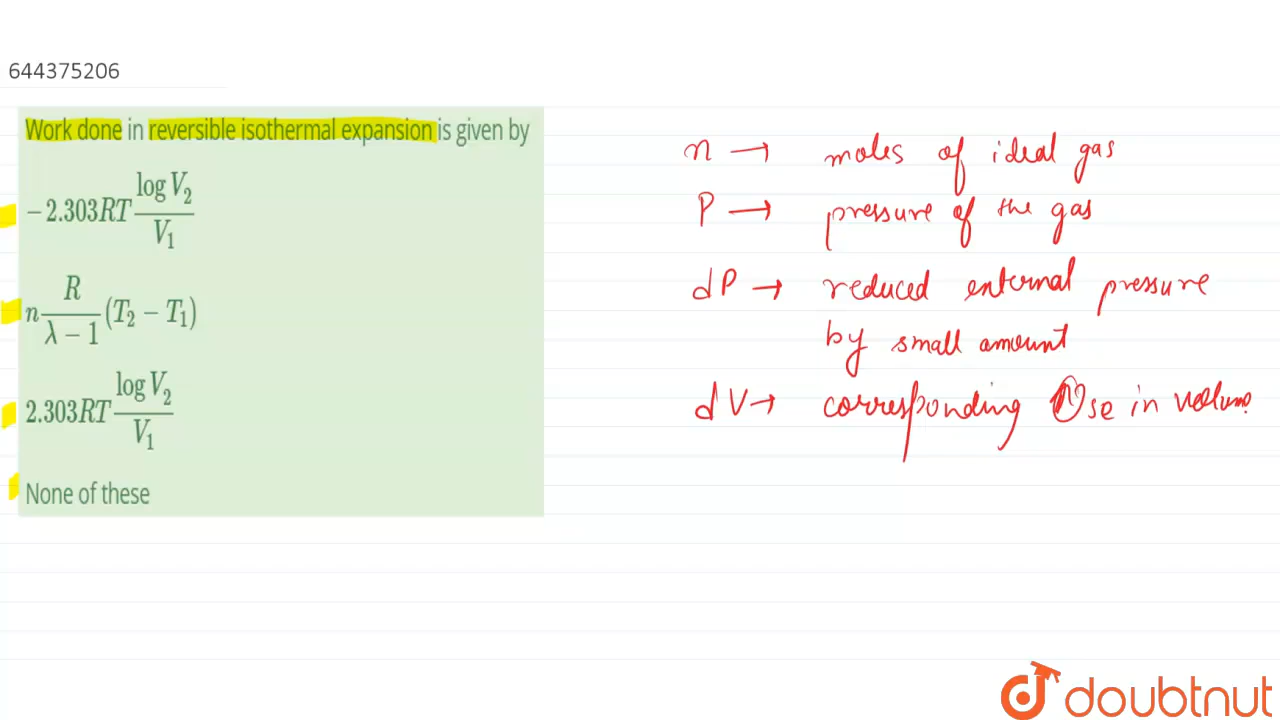 644375206
Work done in reversible isothermal expansion is given by
−2.303RT log V₂ / V₁
n R / λ − 1 (T₂ − T₁)
2.303RT log V₂ / V₁
None of these
n → moles of ideal gas
P → pressure of the gas
dP → reduced external pressure
by small amount
dV → corresponding in volume
doubtnut